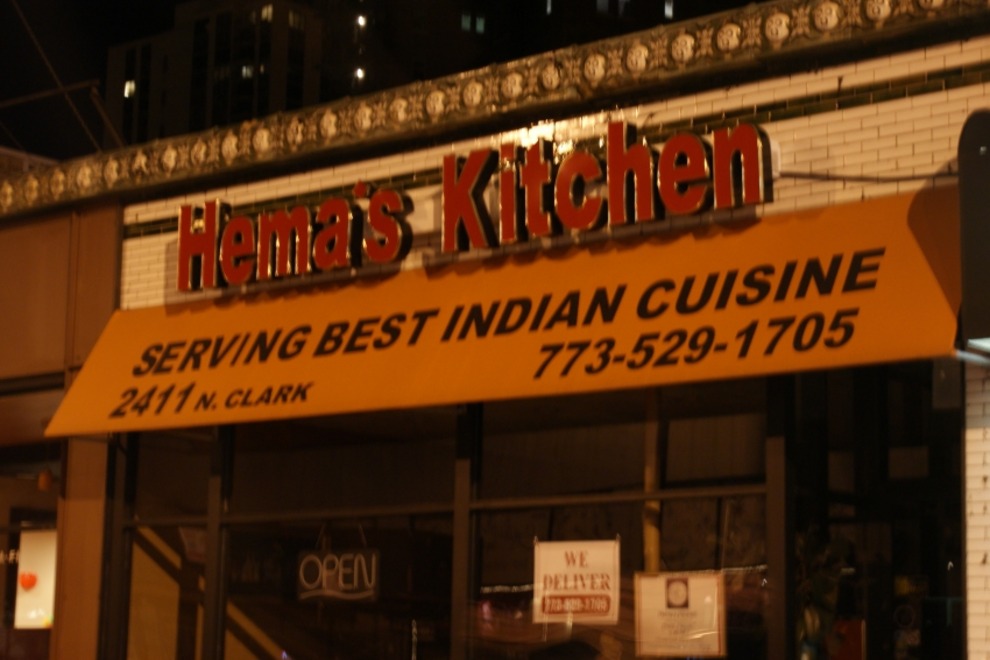 Hema's Kitchen
SERVING BEST INDIAN CUISINE
2411 N. CLARK
773-529-1705
OPEN
WE
DELIVER